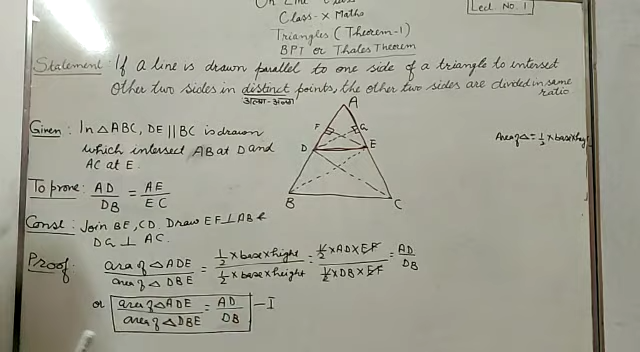 On Line Class
Class-X Maths
Lect. No. 1
Triangles (Theorem-1)
BPT or Thales Theorem
Statement: If a line is drawn parallel to one side of a triangle to intersect
other two sides in distinct points, the other two sides are divided in same
ratio
अलग-अलग
Given: In △ABC, DE || BC is drawn
which intersect AB at D and
AC at E.
A
F G
D E
B C
Area of △ = 1/2 x base x heig
To prove: AD/DB = AE/EC
Const: Join BE, CD. Draw EF ⊥ AB &
DG ⊥ AC.
Proof: area of △ADE / area of △DBE = 1/2 x base x height / 1/2 x base x height = 1/2 x AD x EF / 1/2 x DB x EF = AD/DB
or area of △ADE / area of △DBE = AD/DB — I